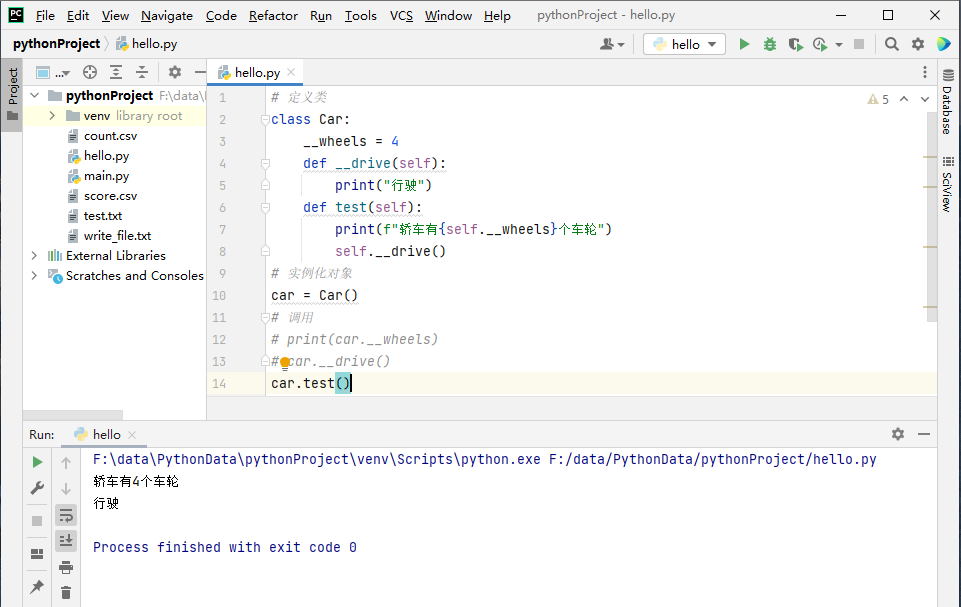 PC File Edit View Navigate Code Refactor Run Tools VCS Window Help pythonProject - hello.py
pythonProject hello.py hello
Project
... hello.py
pythonProject F:\data\
venv library root
count.csv
hello.py
main.py
score.csv
test.txt
write_file.txt
External Libraries
Scratches and Consoles
1 # 定义类
2 class Car:
3 __wheels = 4
4 def __drive(self):
5 print("行驶")
6 def test(self):
7 print(f"轿车有{self.__wheels}个车轮")
8 self.__drive()
9 # 实例化对象
10 car = Car()
11 # 调用
12 # print(car.__wheels)
13 # car.__drive()
14 car.test()
5
Database
SciView
Run: hello
F:\data\PythonData\pythonProject\venv\Scripts\python.exe F:/data/PythonData/pythonProject/hello.py
轿车有4个车轮
行驶
Process finished with exit code 0